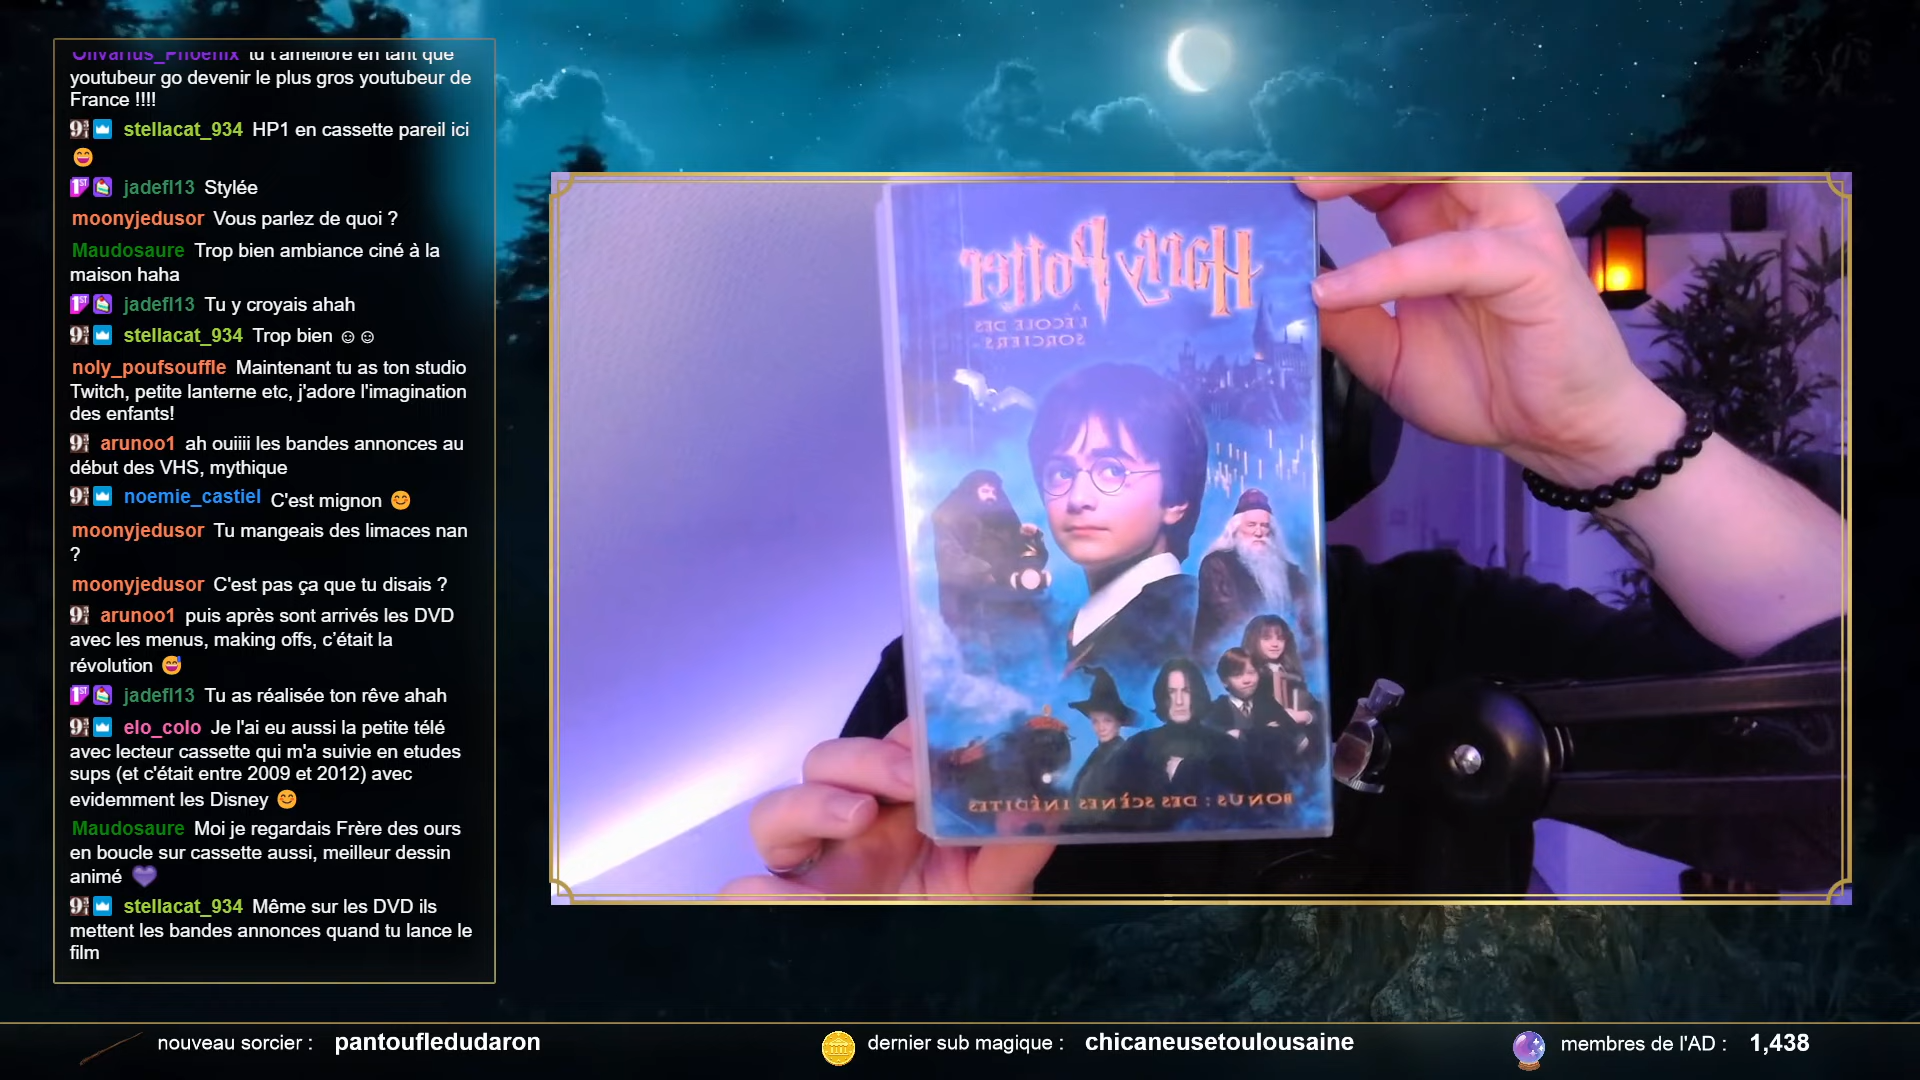 Olivarius_Phoenix tu t'améliore en tant que
youtubeur go devenir le plus gros youtubeur de
France !!!!
stellacat_934 HP1 en cassette pareil ici
😄
jadefl13 Stylée
moonyjedusor Vous parlez de quoi ?
Maudosaure Trop bien ambiance ciné à la
maison haha
jadefl13 Tu y croyais ahah
stellacat_934 Trop bien ☺☺
noly_poufsouffle Maintenant tu as ton studio
Twitch, petite lanterne etc, j'adore l'imagination
des enfants!
arunoo1 ah ouiiii les bandes annonces au
début des VHS, mythique
noemie_castiel C'est mignon 😊
moonyjedusor Tu mangeais des limaces nan
?
moonyjedusor C'est pas ça que tu disais ?
arunoo1 puis après sont arrivés les DVD
avec les menus, making offs, c’était la
révolution 😅
jadefl13 Tu as réalisée ton rêve ahah
elo_colo Je l'ai eu aussi la petite télé
avec lecteur cassette qui m'a suivie en etudes
sups (et c'était entre 2009 et 2012) avec
evidemment les Disney 😊
Maudosaure Moi je regardais Frère des ours
en boucle sur cassette aussi, meilleur dessin
animé 💜
stellacat_934 Même sur les DVD ils
mettent les bandes annonces quand tu lance le
film
Harry Potter
À
L'ECOLE DES
SORCIERS
BONUS : DES SCÈNES INÉDITES
nouveau sorcier : pantoufledudaron
dernier sub magique : chicaneusetoulousaine
membres de l'AD : 1,438